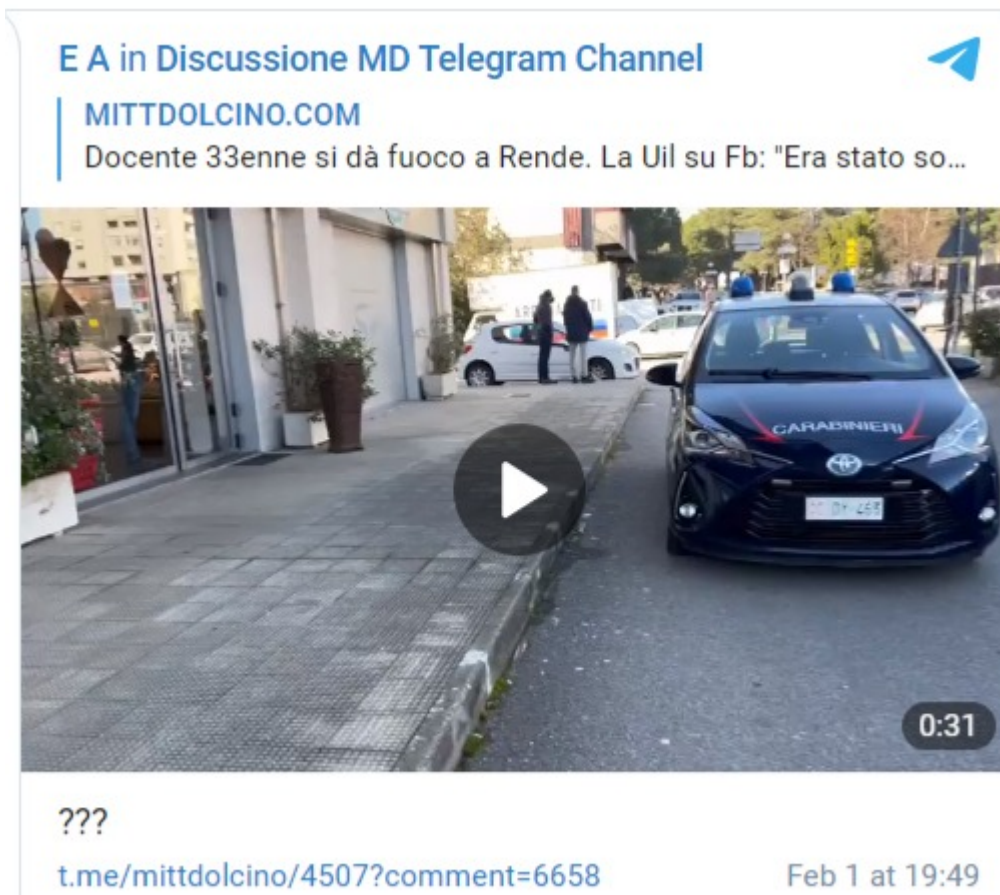 E A in Discussione MD Telegram Channel
MITTDOLCINO.COM
Docente 33enne si dà fuoco a Rende. La Uil su Fb: "Era stato so...
CARABINIERI
0:31
???
t.me/mittdolcino/4507?comment=6658
Feb 1 at 19:49